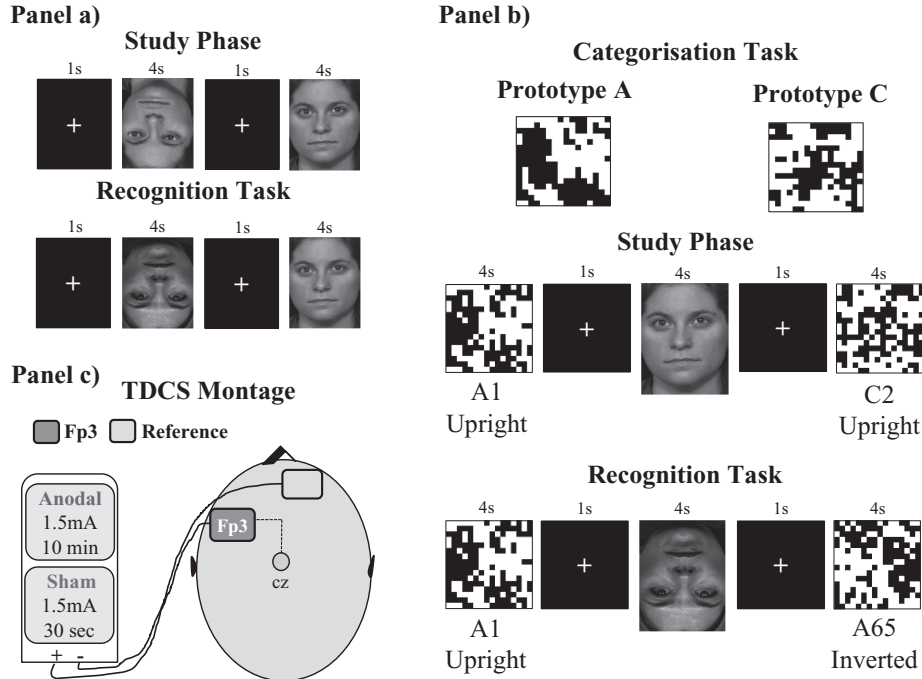 Panel a)
Study Phase
1s 4s 1s 4s
Recognition Task
1s 4s 1s 4s
Panel b)
Categorisation Task
Prototype A Prototype C
Study Phase
4s 1s 4s 1s 4s
A1 C2
Upright Upright
Recognition Task
4s 1s 4s 1s 4s
A1 A65
Upright Inverted
Panel c)
TDCS Montage
Fp3 Reference
Anodal
1.5mA
10 min
Sham
1.5mA
30 sec
+ -
Fp3
cz